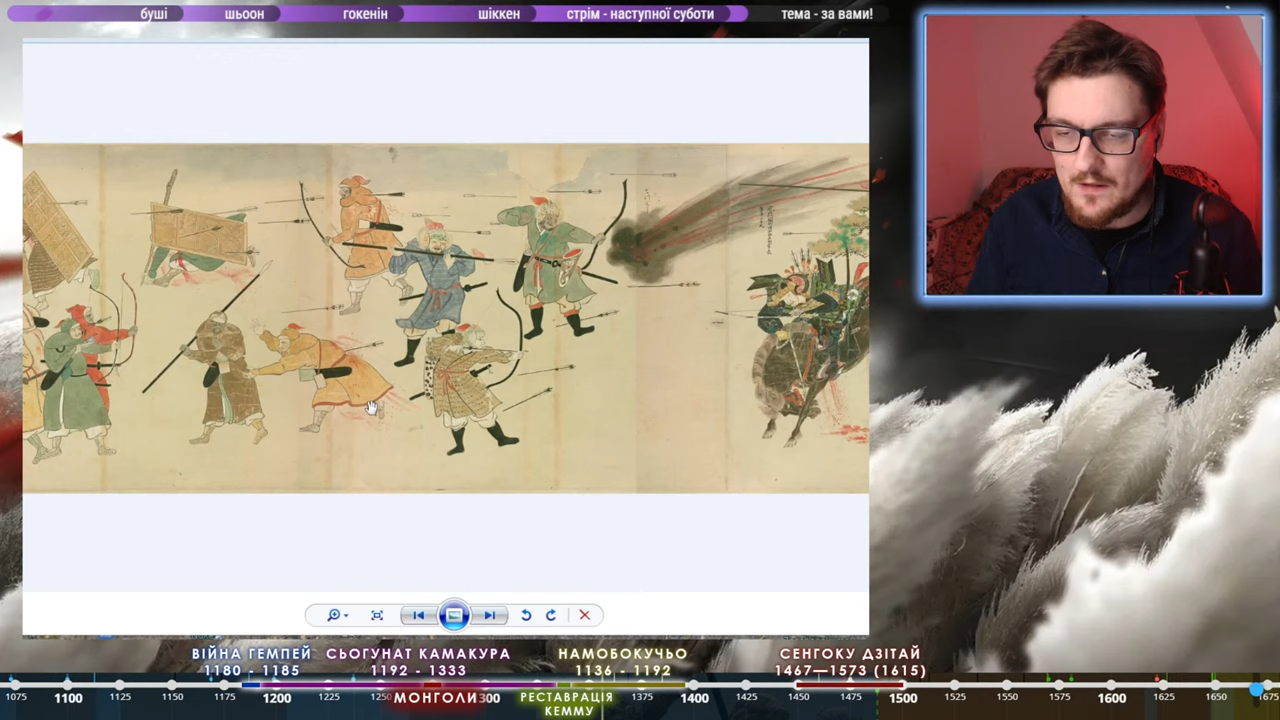 буші шьоон гокенін шіккен стрім - наступної суботи тема - за вами!
ВІЙНА ГЕМПЕЙ СЬОГУНАТ КАМАКУРА НАМОБОКУЧЬО СЕНГОКУ ДЗІТАЙ
1180 - 1185 1192 - 1333 1136 - 1192 1467—1573 (1615)
1075 1100 1125 1150 1175 1200 1225 1250 МОНГОЛИ 300 РЕСТАВРАЦІЯ 1375 1400 1425 1450 1475 1500 1525 1550 1575 1600 1625 1650 1675
КЕММУ